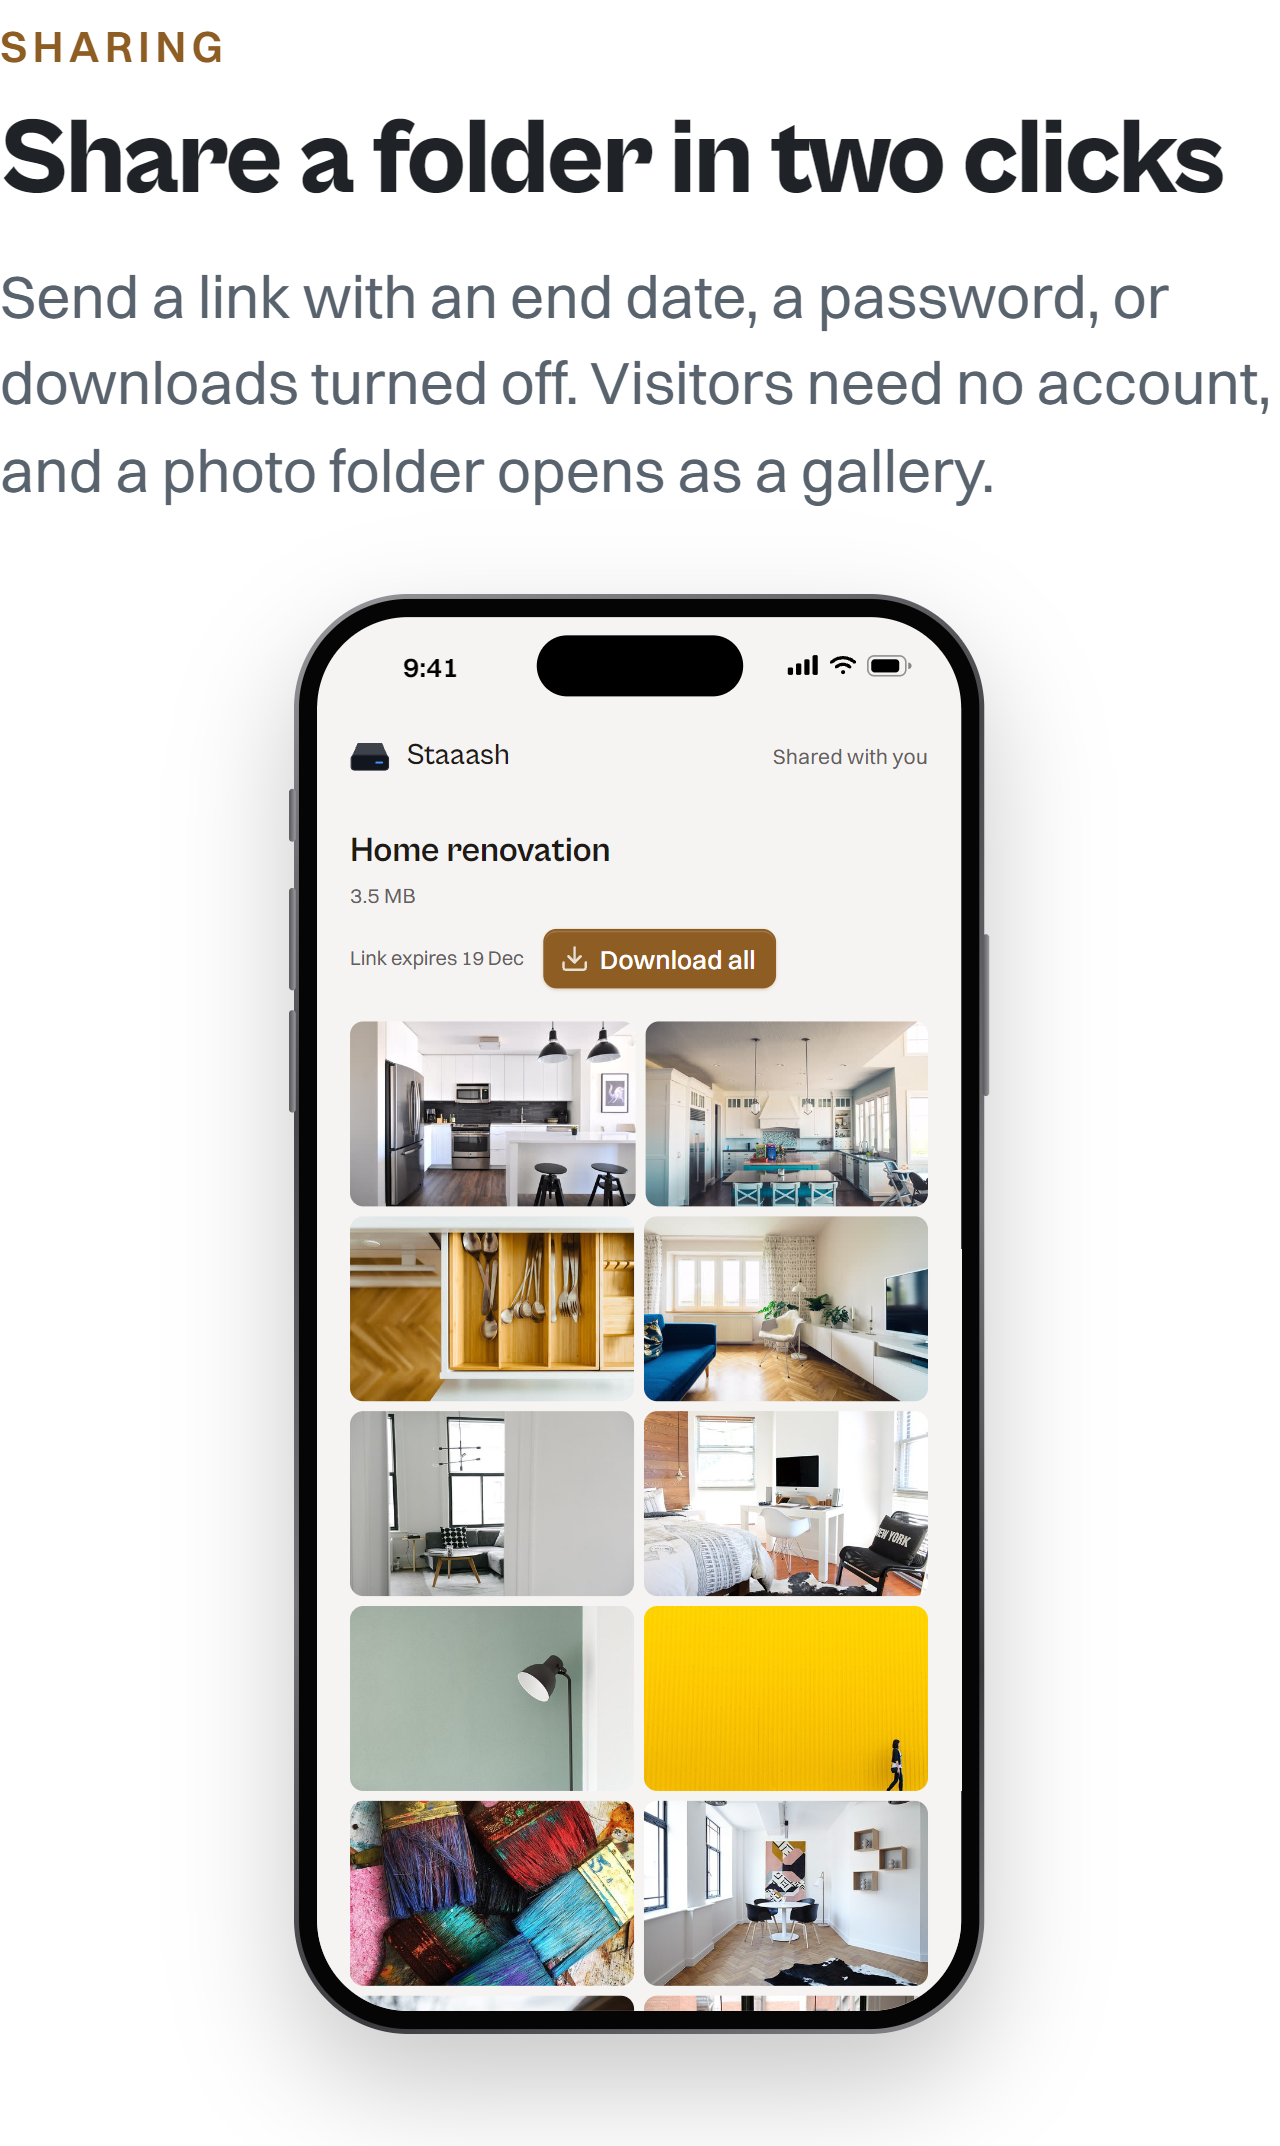 SHARING
Share a folder in two clicks
Send a link with an end date, a password, or
downloads turned off. Visitors need no account,
and a photo folder opens as a gallery.
9:41
Staaash
Shared with you
Home renovation
3.5 MB
Link expires 19 Dec
Download all
NEW YORK